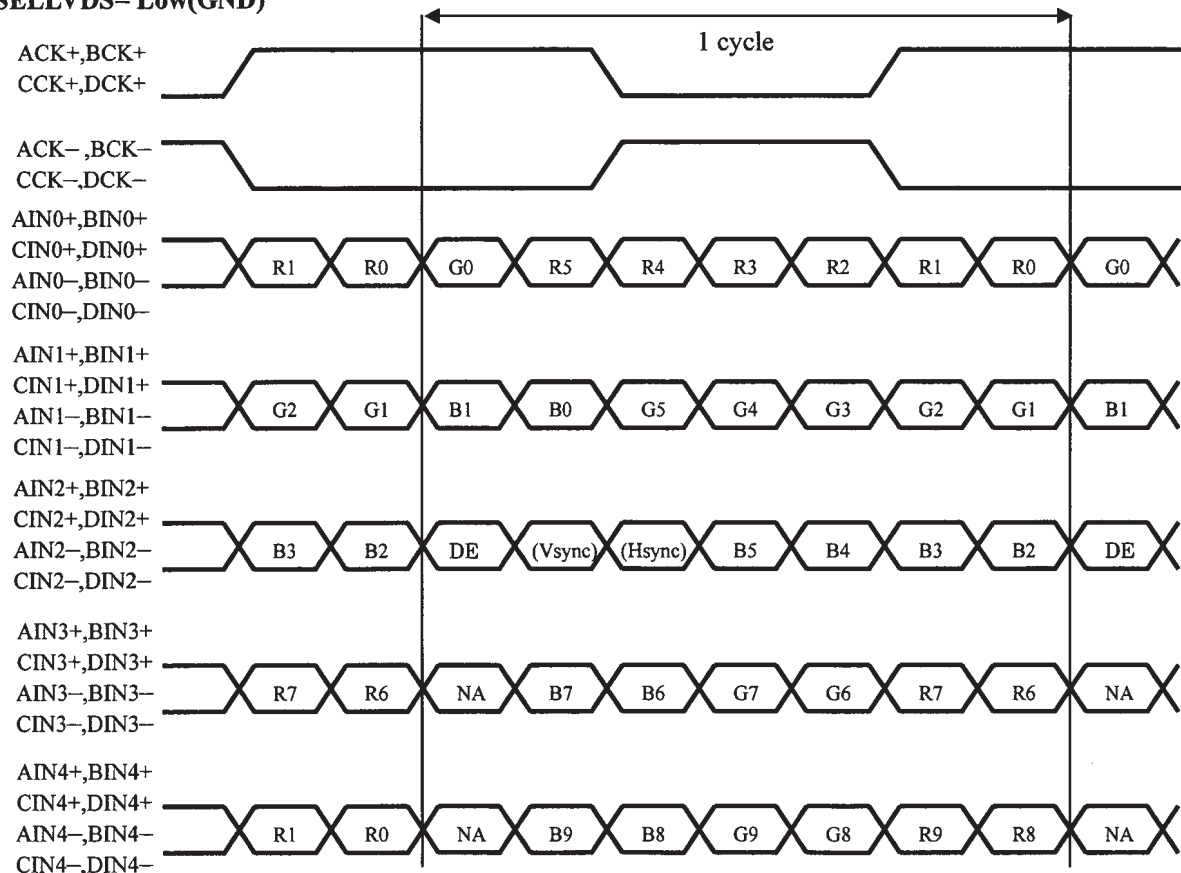 SELLVDS= Low(GND)
1 cycle
ACK+,BCK+
CCK+,DCK+
ACK−,BCK−
CCK−,DCK−
AIN0+,BIN0+
CIN0+,DIN0+
AIN0−,BIN0−
CIN0−,DIN0−
R1 R0 G0 R5 R4 R3 R2 R1 R0 G0
AIN1+,BIN1+
CIN1+,DIN1+
AIN1−,BIN1−
CIN1−,DIN1−
G2 G1 B1 B0 G5 G4 G3 G2 G1 B1
AIN2+,BIN2+
CIN2+,DIN2+
AIN2−,BIN2−
CIN2−,DIN2−
B3 B2 DE (Vsync) (Hsync) B5 B4 B3 B2 DE
AIN3+,BIN3+
CIN3+,DIN3+
AIN3−,BIN3−
CIN3−,DIN3−
R7 R6 NA B7 B6 G7 G6 R7 R6 NA
AIN4+,BIN4+
CIN4+,DIN4+
AIN4−,BIN4−
CIN4−,DIN4−
R1 R0 NA B9 B8 G9 G8 R9 R8 NA